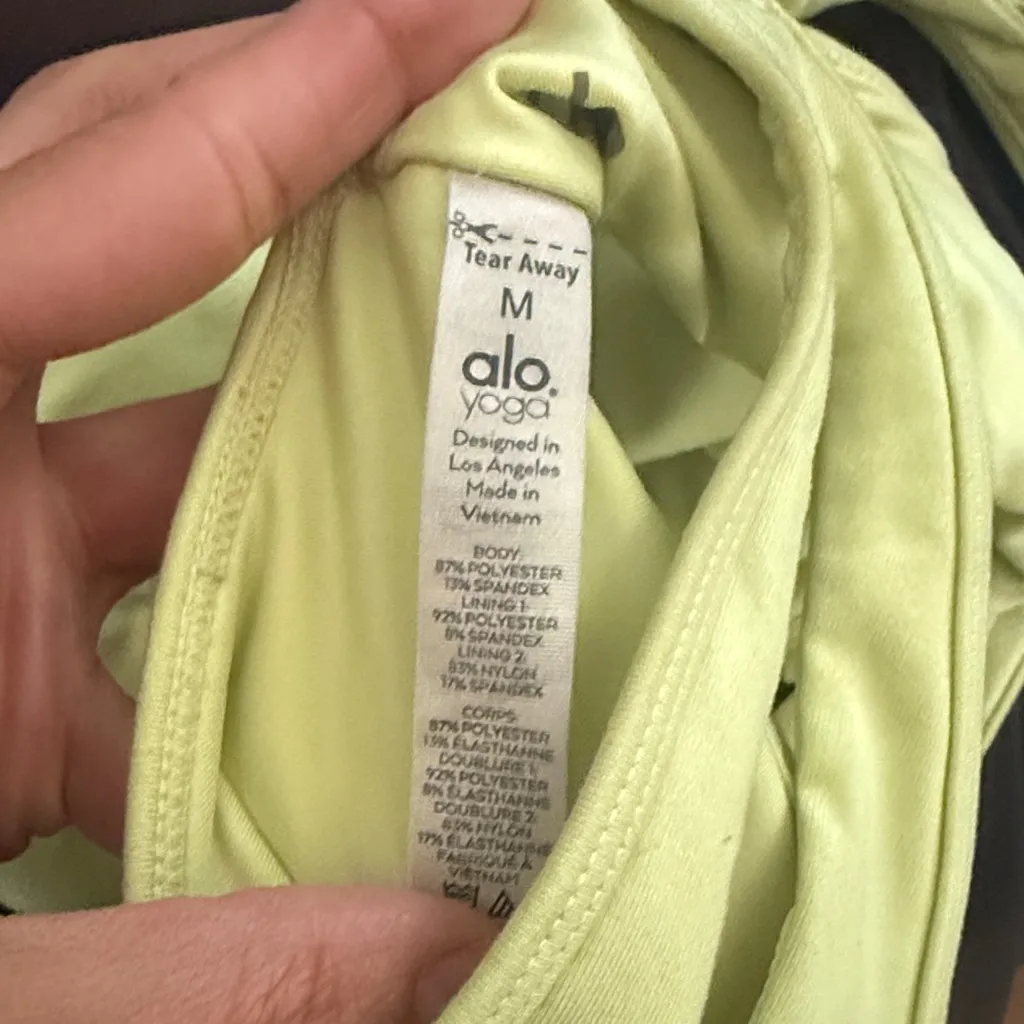 Tear Away
M
alo.
yoga
Designed in
Los Angeles
Made in
Vietnam
BODY:
87% POLYESTER
13% SPANDEX
LINING 1:
92% POLYESTER
8% SPANDEX
LINING 2:
83% NYLON
17% SPANDEX
CORPS:
87% POLYESTER
13% ÉLASTHANNE
DOUBLURE 1:
92% POLYESTER
8% ÉLASTHANNE
DOUBLURE 2:
83% NYLON
17% ÉLASTHANNE
FABRIQUÉ À
VIETNAM